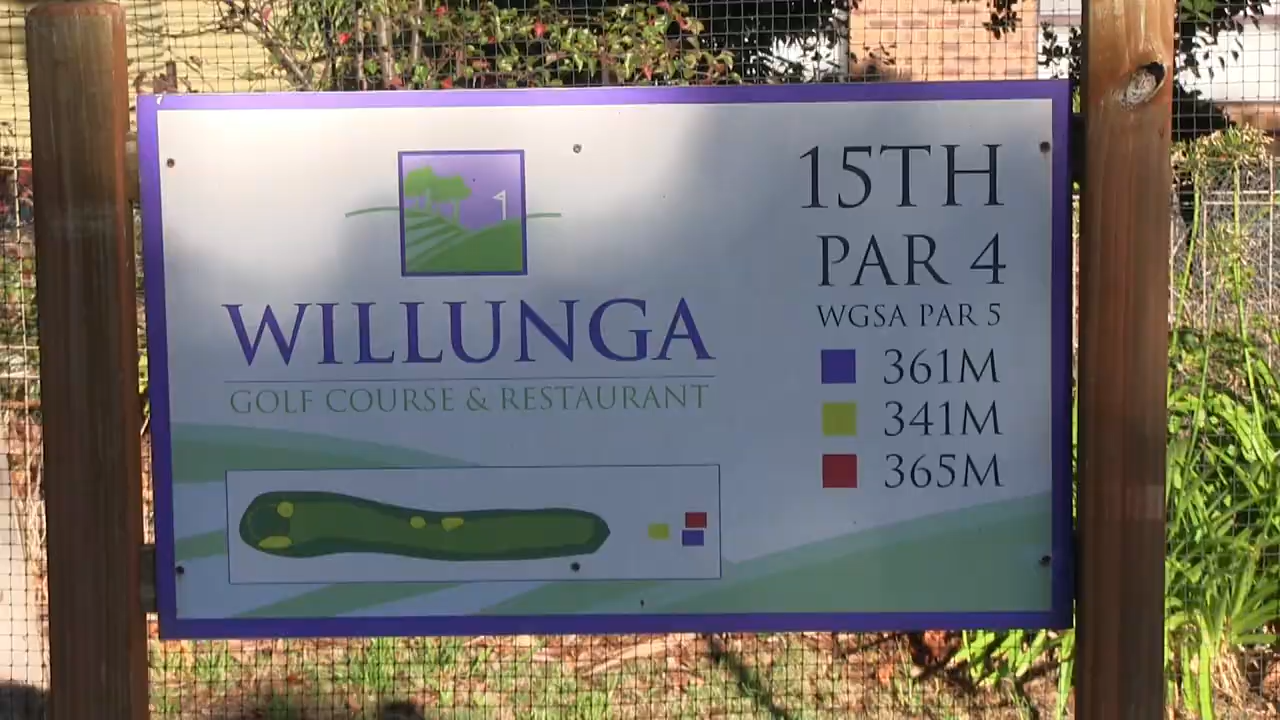 WILLUNGA
GOLF COURSE & RESTAURANT
15TH
PAR 4
WGSA PAR 5
361M
341M
365M